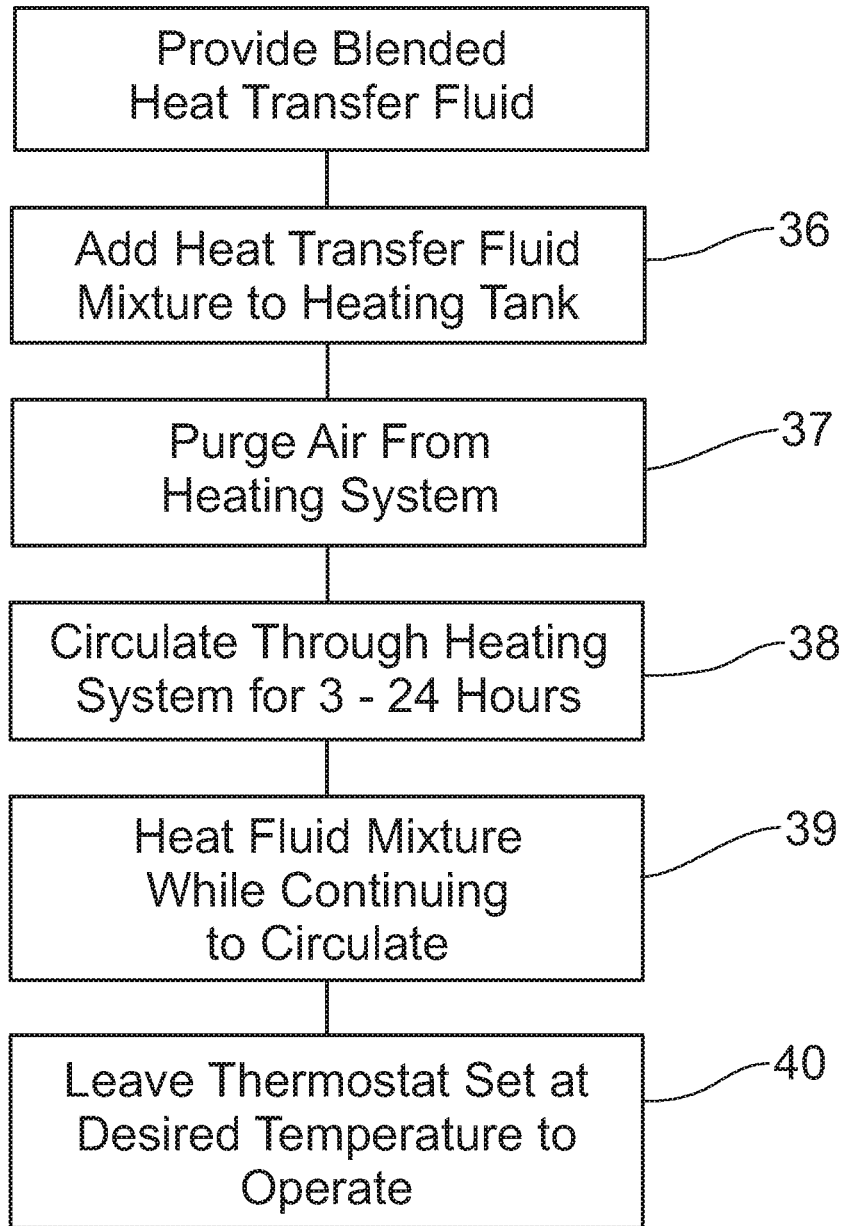 Provide Blended
Heat Transfer Fluid
Add Heat Transfer Fluid
Mixture to Heating Tank
36
Purge Air From
Heating System
37
Circulate Through Heating
System for 3 - 24 Hours
38
Heat Fluid Mixture
While Continuing
to Circulate
39
Leave Thermostat Set at
Desired Temperature to
Operate
40